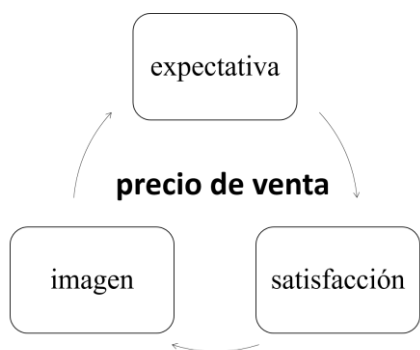 expectativa
precio de venta
imagen
satisfacción